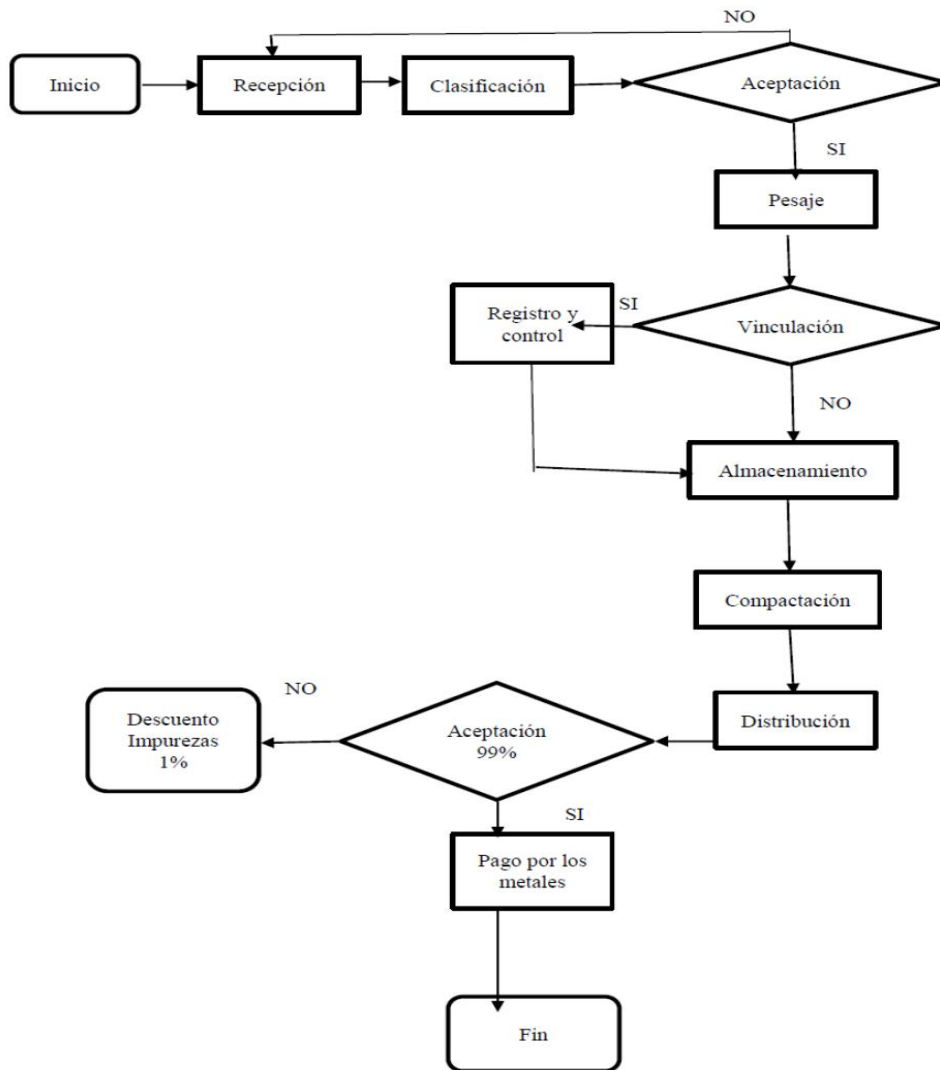 NO
Inicio
Recepción
Clasificación
Aceptación
SI
Pesaje
Registro y
control
SI
Vinculación
NO
Almacenamiento
Compactación
NO
Descuento
Impurezas
1%
Aceptación
99%
Distribución
SI
Pago por los
metales
Fin